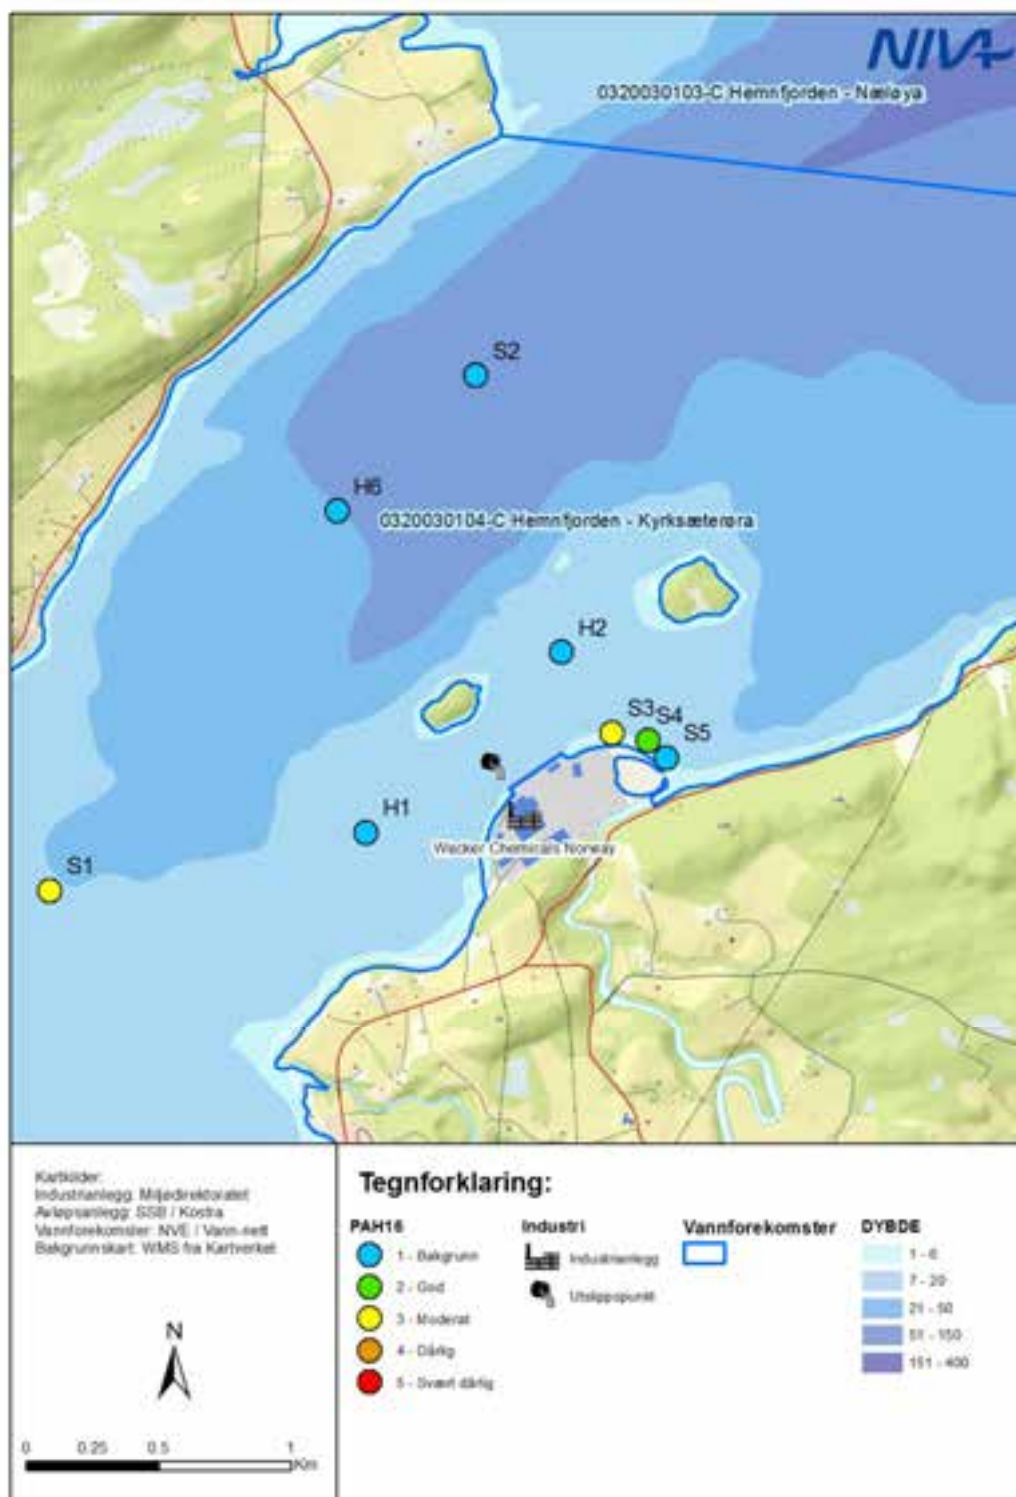 NIVA
0320030103-C Hemnfjorden - Næløya
S2
H6
0320030104-C Hemnfjorden - Kyrksæterøra
H2
S3
S4
S5
H1
Wacker Chemicals Norway
S1
Kartkilder:
Industrianlegg: Miljødirektoratet
Avløpsanlegg: SSB / Kostra
Vannforekomster: NVE / Vann-nett
Bakgrunnskart: WMS fra Kartverket
N
0 0.25 0.5 1
Km
Tegnforklaring:
PAH16
1 - Bakgrunn
2 - God
3 - Moderat
4 - Dårlig
5 - Svært dårlig
Industri
Industrianlegg
Utslippspunkt
Vannforekomster
DYBDE
1 - 6
7 - 20
21 - 50
51 - 150
151 - 400